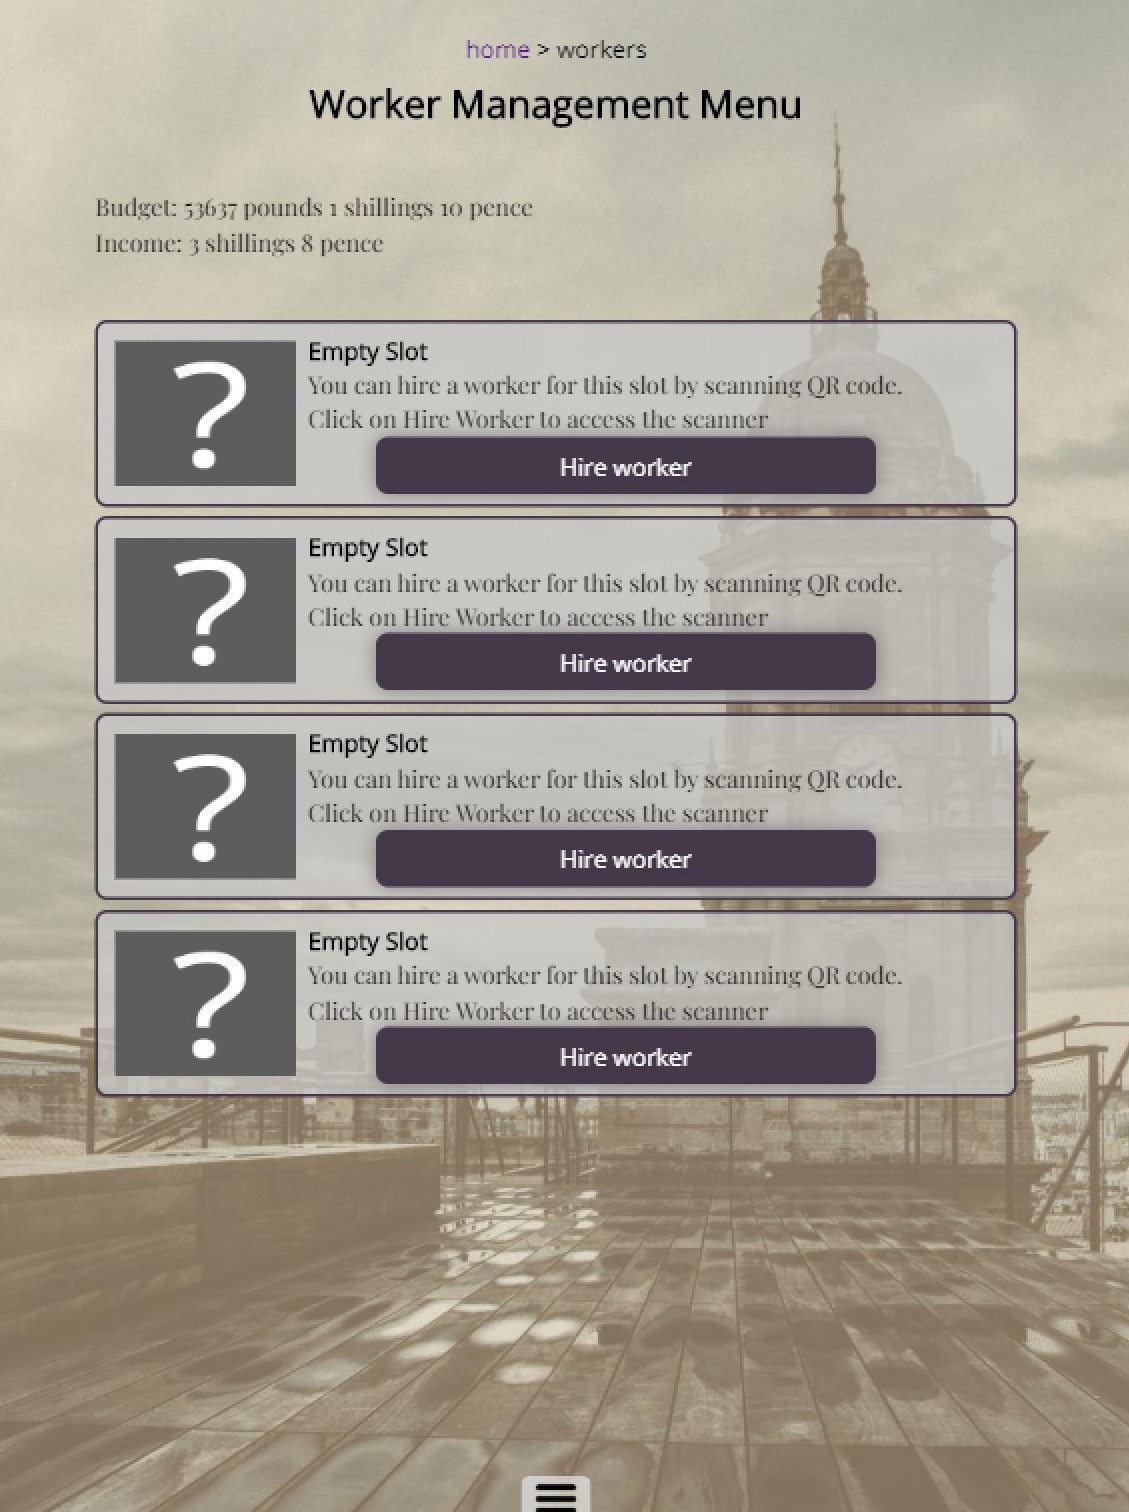 home > workers
Worker Management Menu
Budget: 53637 pounds 1 shillings 10 pence
Income: 3 shillings 8 pence
?
Empty Slot
You can hire a worker for this slot by scanning QR code.
Click on Hire Worker to access the scanner
Hire worker
?
Empty Slot
You can hire a worker for this slot by scanning QR code.
Click on Hire Worker to access the scanner
Hire worker
?
Empty Slot
You can hire a worker for this slot by scanning QR code.
Click on Hire Worker to access the scanner
Hire worker
?
Empty Slot
You can hire a worker for this slot by scanning QR code.
Click on Hire Worker to access the scanner
Hire worker